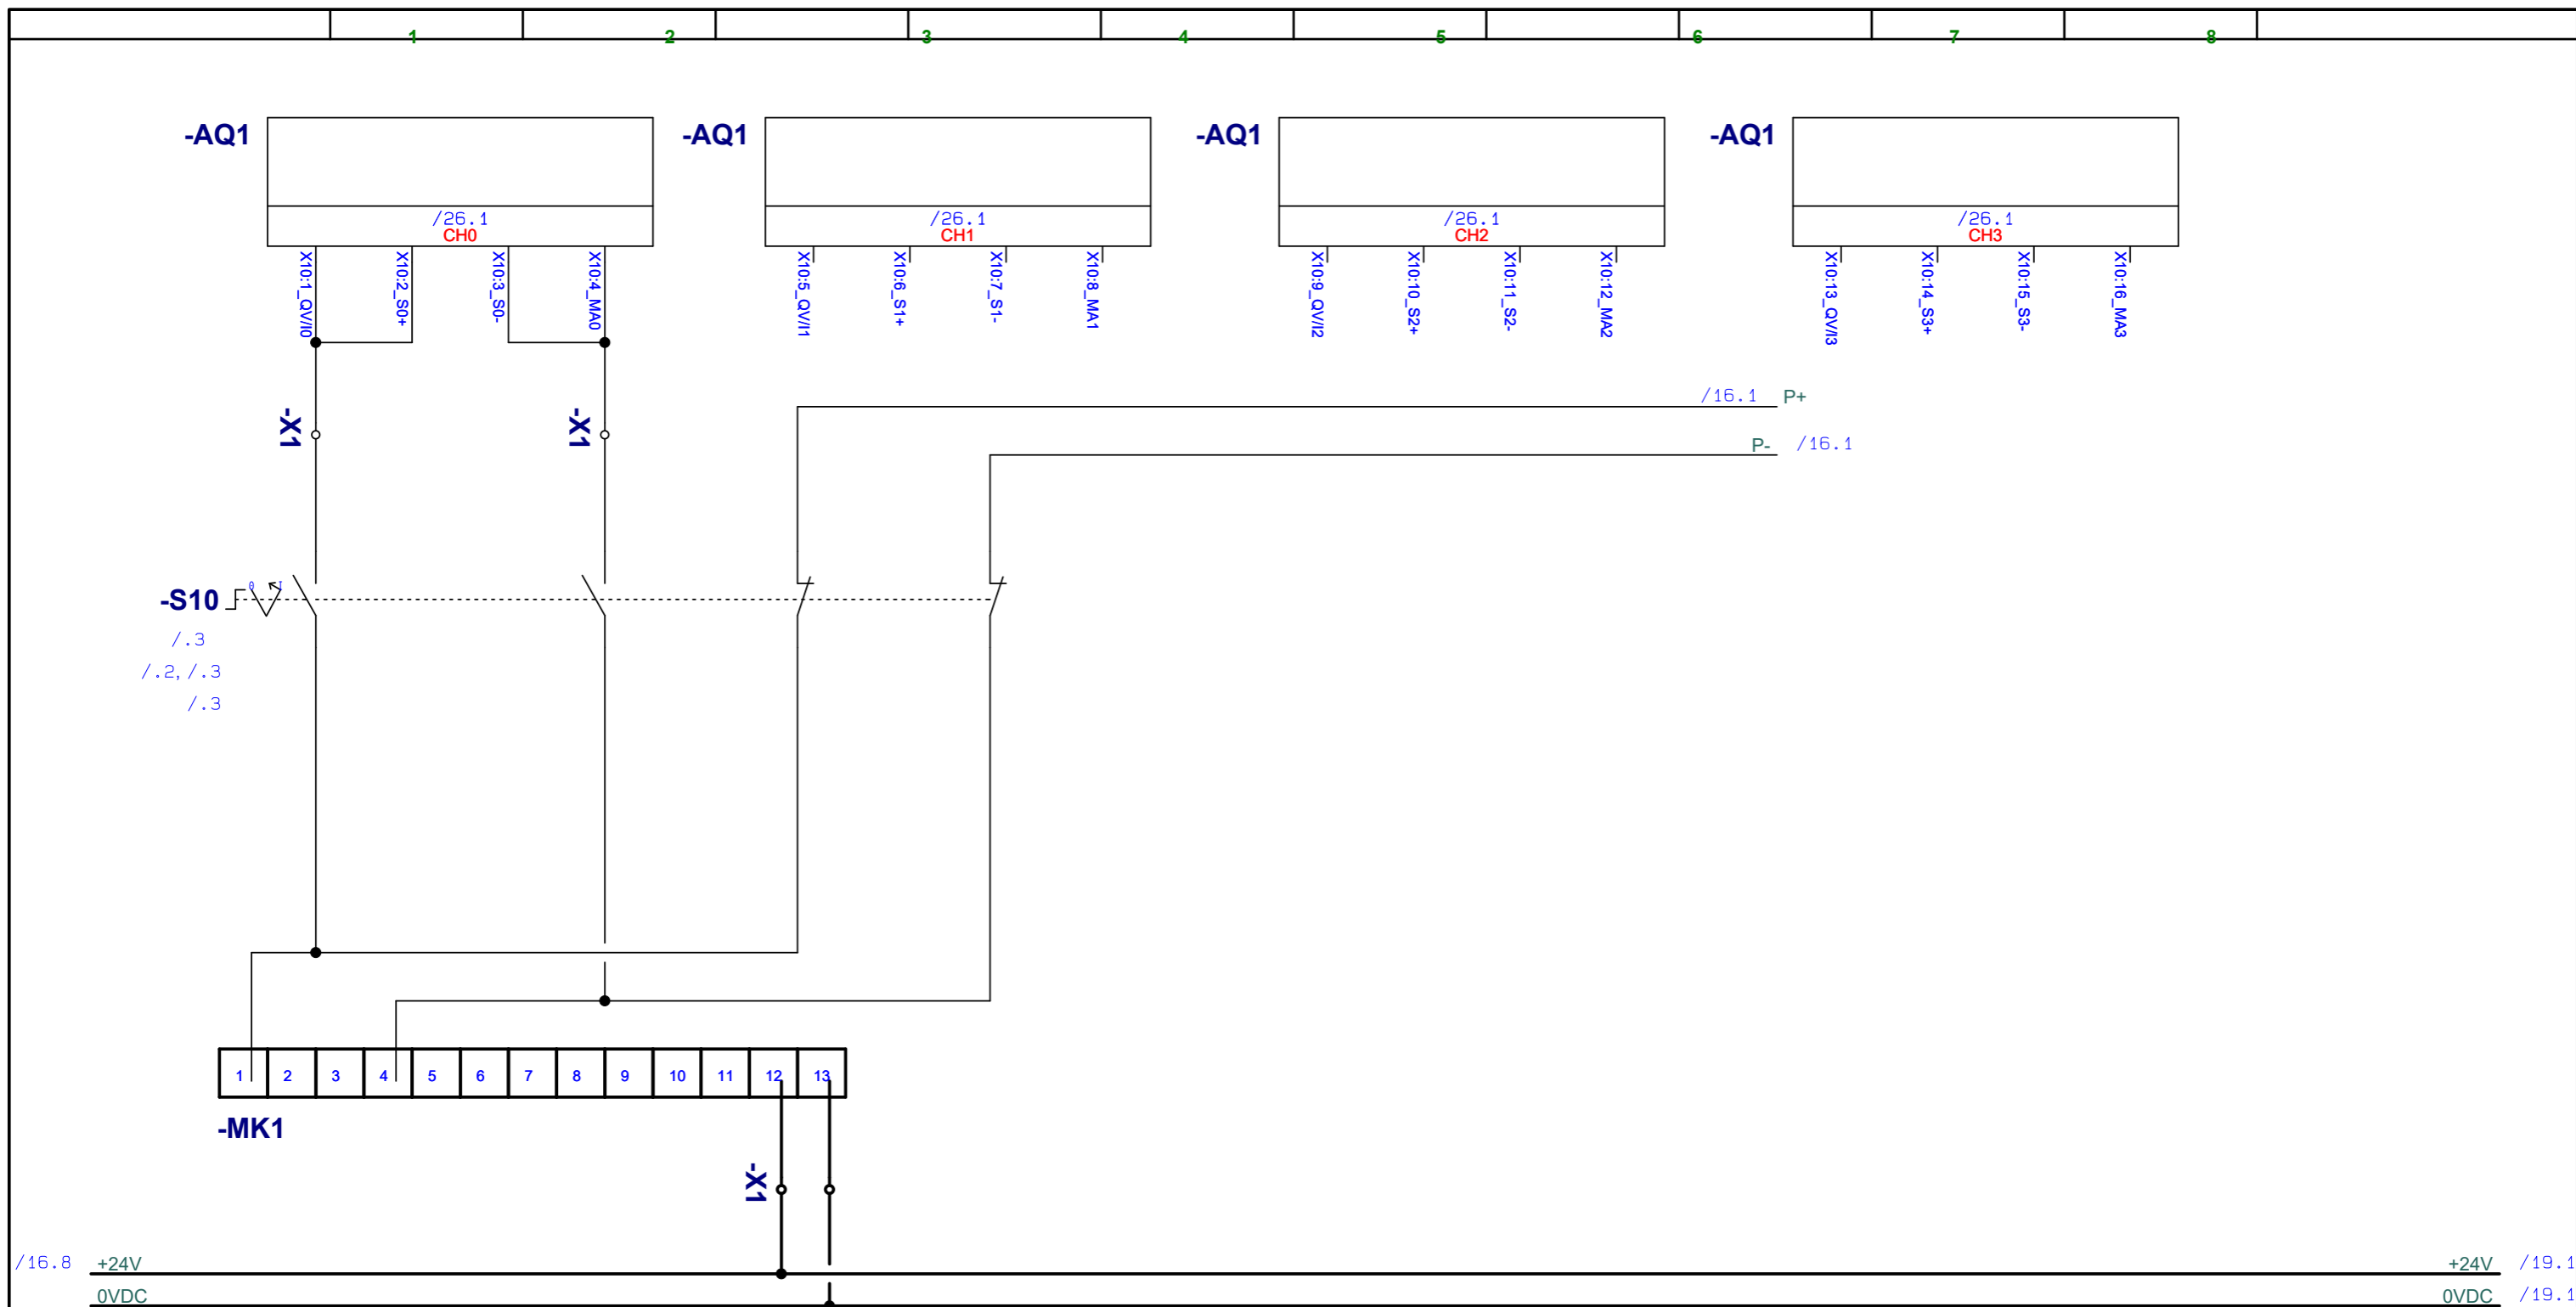 1 2 3 4 5 6 7 8
-AQ1 -AQ1 -AQ1 -AQ1
/26.1 /26.1 /26.1 /26.1
CH0 CH1 CH2 CH3
X10:1_QV/I0
X10:2_S0+
X10:3_S0-
X10:4_MA0
X10:5_QV/I1
X10:6_S1+
X10:7_S1-
X10:8_MA1
X10:9_QV/I2
X10:10_S2+
X10:11_S2-
X10:12_MA2
X10:13_QV/I3
X10:14_S3+
X10:15_S3-
X10:16_MA3
/16.1 P+
-X1 -X1
P- /16.1
0 I
-S10
/.3
/.2, /.3
/.3
1 2 3 4 5 6 7 8 9 10 11 12 13
-MK1
-X1
/16.8 +24V +24V /19.1
0VDC 0VDC /19.1